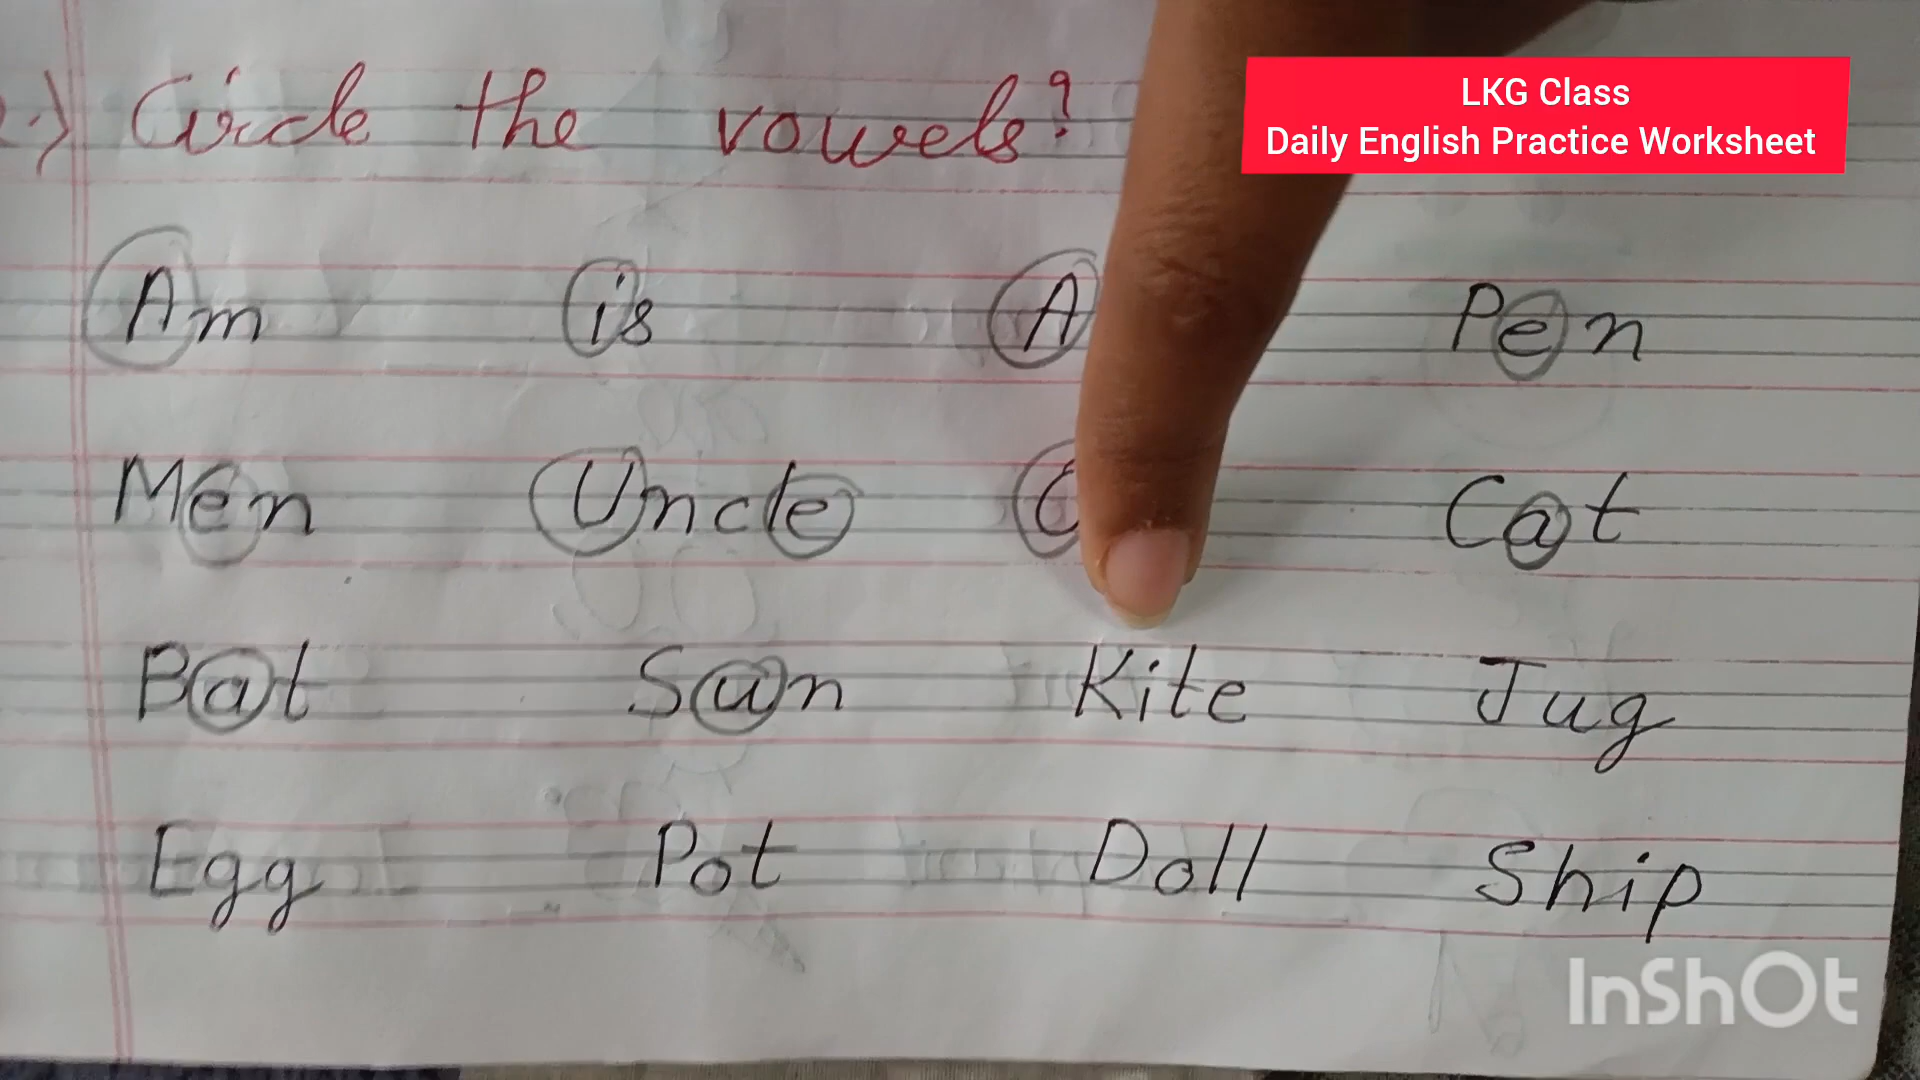 Circle the vowels?
LKG Class
Daily English Practice Worksheet
Am is A Pen
Men Uncle Cat
Bat Sun Kite Jug
Egg Pot Doll Ship
InShOt